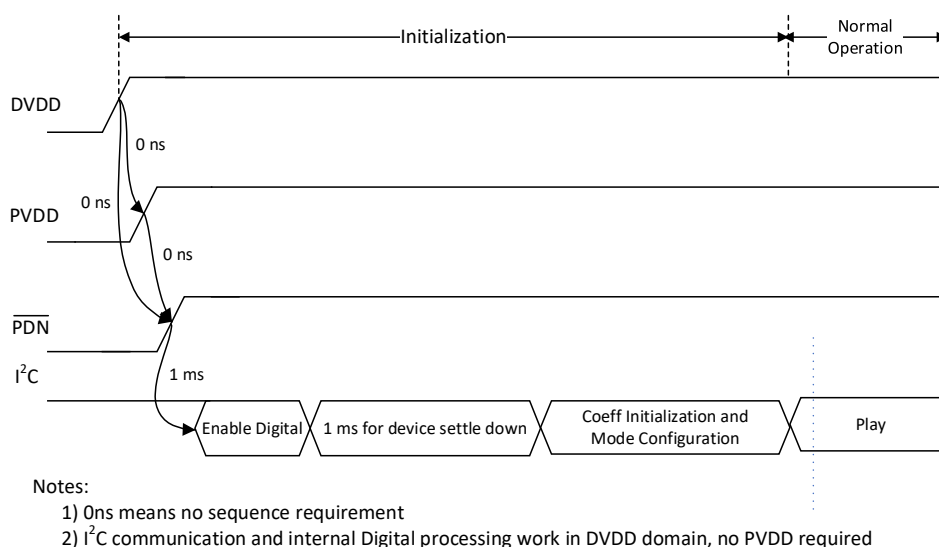 Initialization
Normal
Operation
DVDD
0 ns
0 ns
PVDD
0 ns
PDN
I²C
1 ms
Enable Digital
1 ms for device settle down
Coeff Initialization and
Mode Configuration
Play
Notes:
1) 0ns means no sequence requirement
2) I²C communication and internal Digital processing work in DVDD domain, no PVDD required